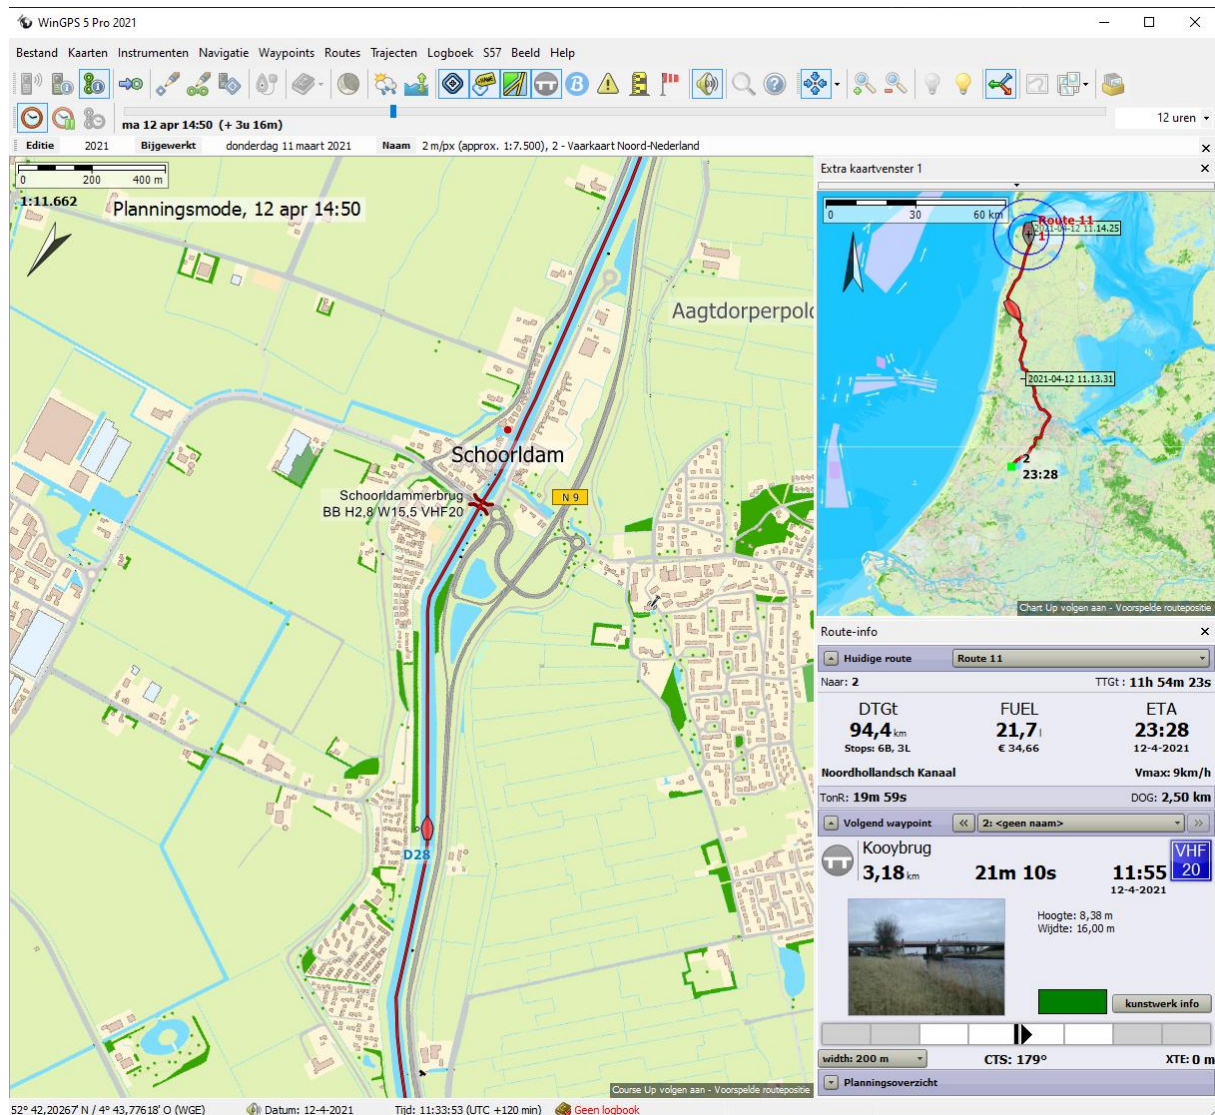 WinGPS 5 Pro 2021
Bestand Kaarten Instrumenten Navigatie Waypoints Routes Trajecten Logboek S57 Beeld Help
ma 12 apr 14:50 (+ 3u 16m)
12 uren
Editie 2021 Bijgewerkt donderdag 11 maart 2021 Naam 2 m/px (approx. 1:7.500), 2 - Vaarkaart Noord-Nederland
0 200 400 m
1:11.662
Planningsmode, 12 apr 14:50
Aagtdorperpold
Schoorldam
Schoorldammerbrug
BB H2,8 W15,5 VHF20
N 9
D28
Course Up volgen aan - Voorspelde routepositie
Extra kaartvenster 1
0 30 60 km
Route 11
2021-04-12 11.14.25
1
2021-04-12 11.13.31
2
23:28
Chart Up volgen aan - Voorspelde routepositie
Route-info
Huidige route Route 11
Naar: 2 TTGt: 11h 54m 23s
DTGt FUEL ETA
94,4 km 21,7 l 23:28
Stops: 6B, 3L € 34,66 12-4-2021
Noordhollandsch Kanaal Vmax: 9km/h
TonR: 19m 59s DOG: 2,50 km
Volgend waypoint << 2: <geen naam> >>
Kooybrug VHF
3,18 km 21m 10s 11:55 20
12-4-2021
Hoogte: 8,38 m
Wijdte: 16,00 m
kunstwerk info
width: 200 m CTS: 179° XTE: 0 m
Planningsoverzicht
52° 42,20267' N / 4° 43,77618' O (WGE) Datum: 12-4-2021 Tijd: 11:33:53 (UTC +120 min) Geen logboek